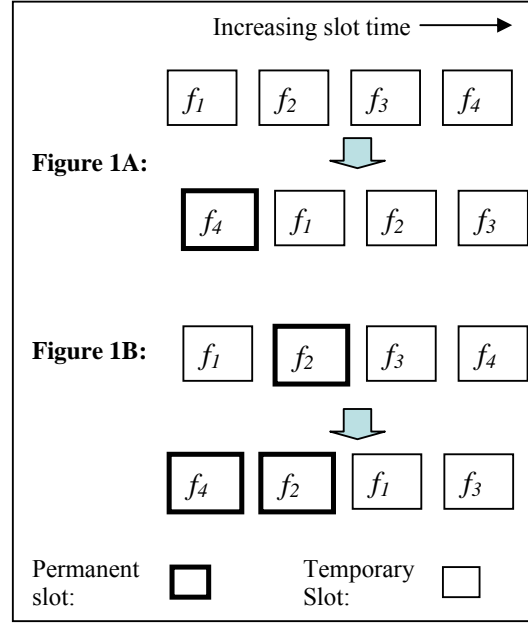 Increasing slot time
f1 f2 f3 f4
Figure 1A:
f4 f1 f2 f3
Figure 1B:
f1 f2 f3 f4
f4 f2 f1 f3
Permanent slot:
Temporary Slot: